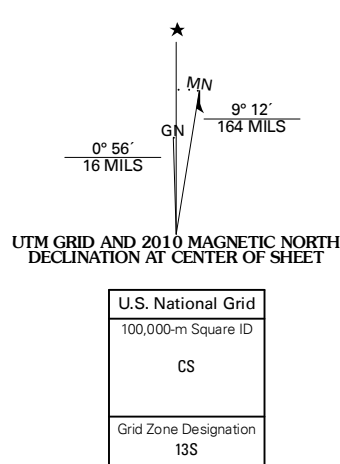 MN
9° 12´
164 MILS
GN
0° 56´
16 MILS
UTM GRID AND 2010 MAGNETIC NORTH
DECLINATION AT CENTER OF SHEET
U.S. National Grid
100,000-m Square ID
CS
Grid Zone Designation
13S